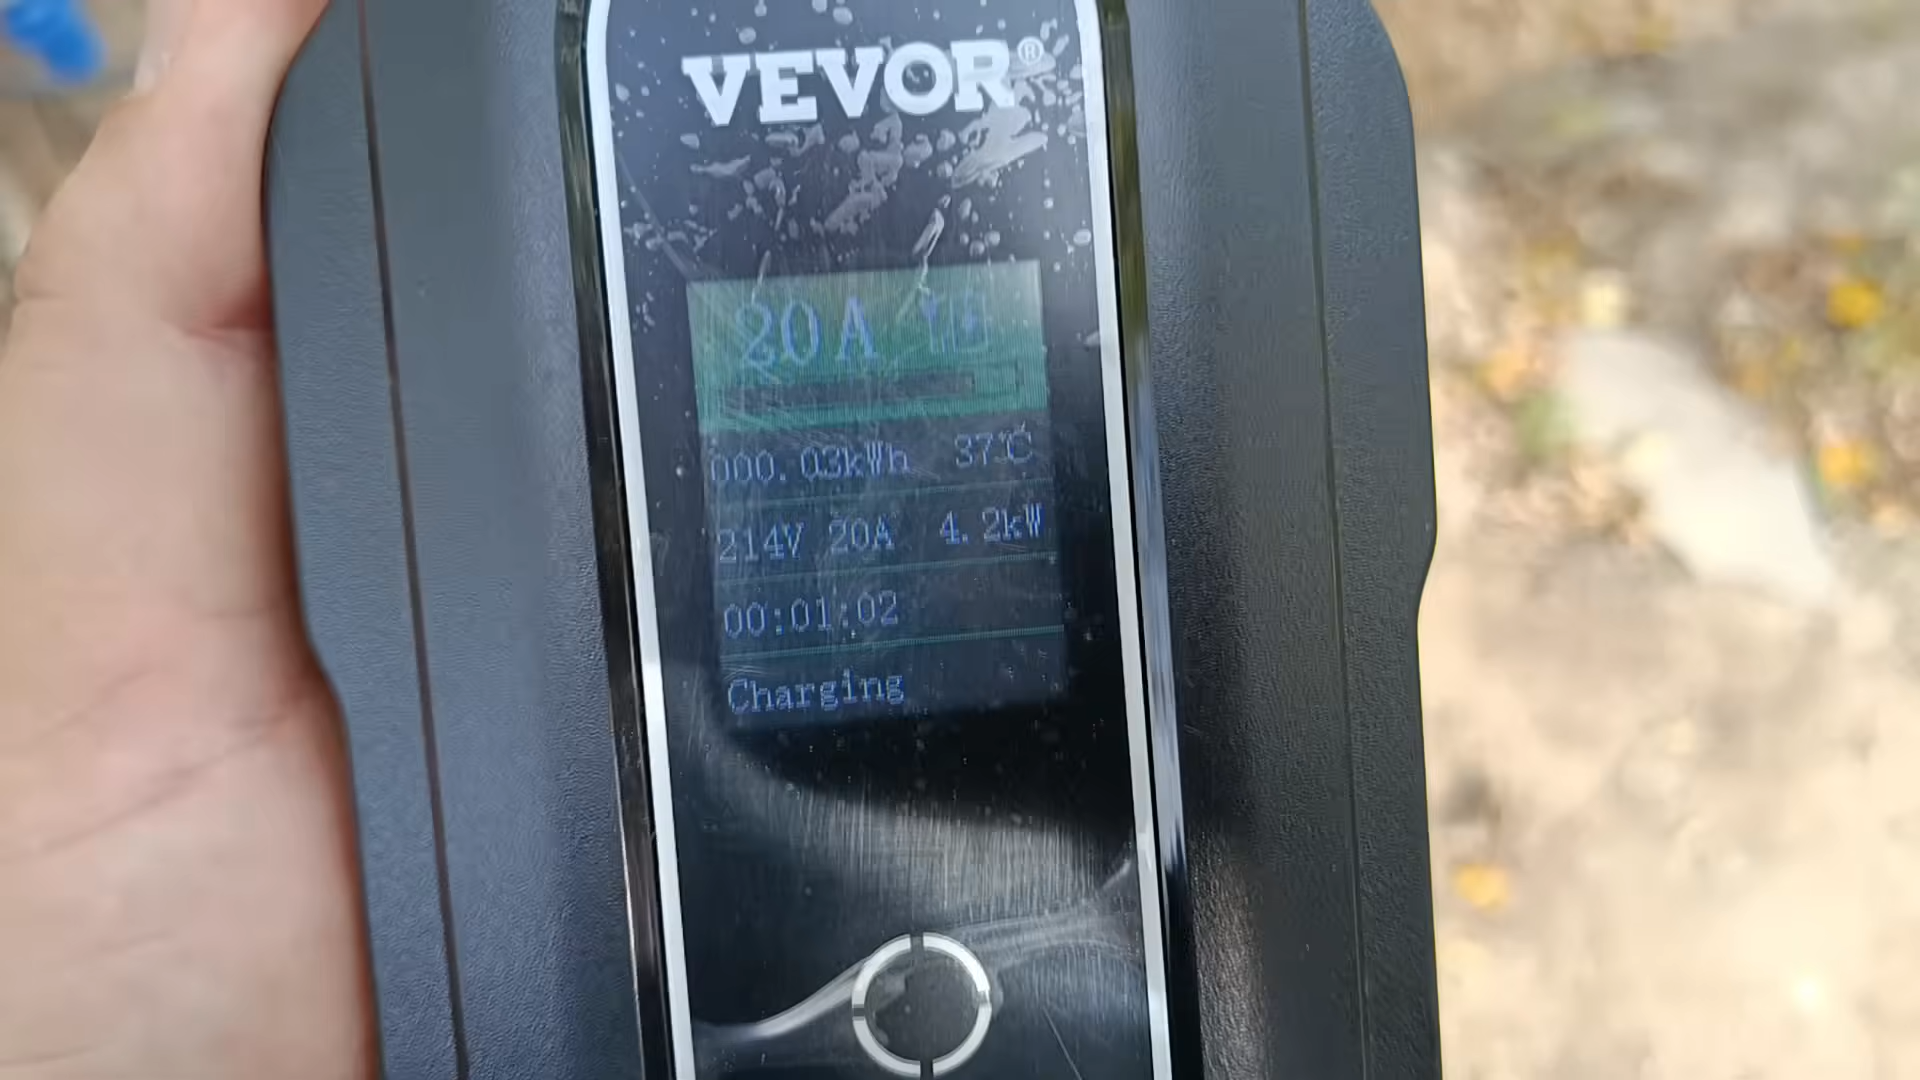 VEVOR®
20A
000.03kWh 37℃
214V 20A 4.2kW
00:01:02
Charging